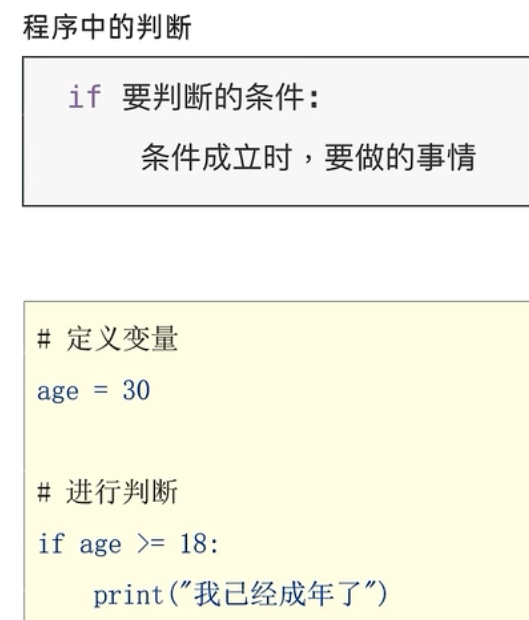 程序中的判断
if 要判断的条件:
条件成立时，要做的事情
# 定义变量
age = 30
# 进行判断
if age >= 18:
print("我已经成年了")